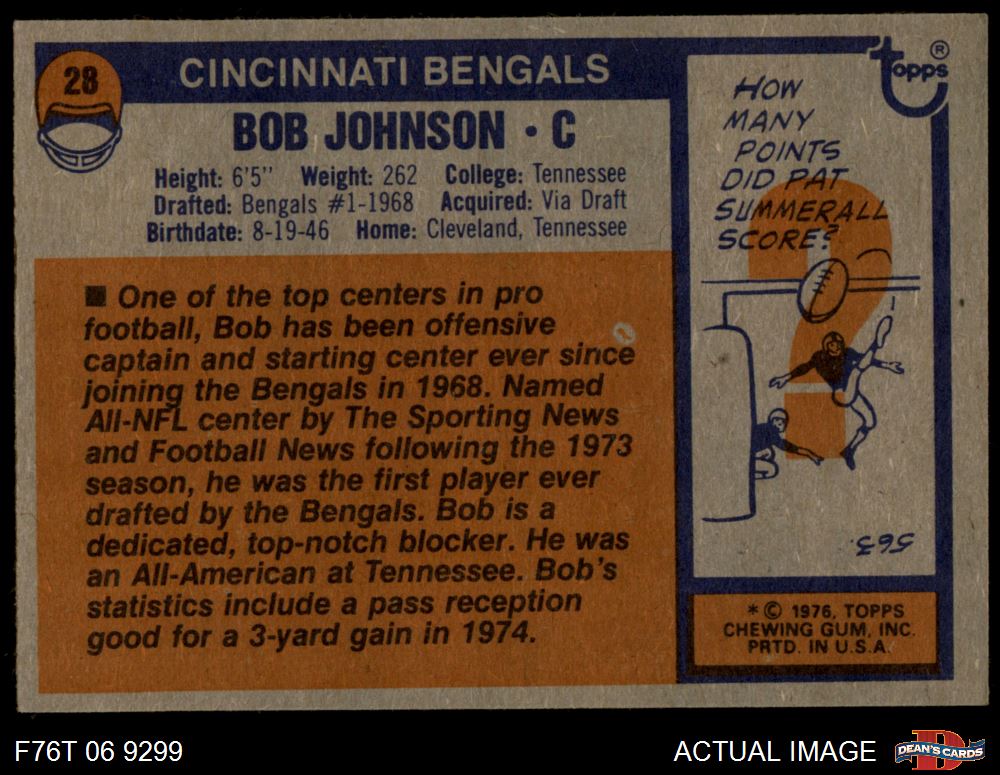 28
CINCINNATI BENGALS
BOB JOHNSON • C
Height: 6'5" Weight: 262 College: Tennessee
Drafted: Bengals #1-1968 Acquired: Via Draft
Birthdate: 8-19-46 Home: Cleveland, Tennessee
■ One of the top centers in pro
football, Bob has been offensive
captain and starting center ever since
joining the Bengals in 1968. Named
All-NFL center by The Sporting News
and Football News following the 1973
season, he was the first player ever
drafted by the Bengals. Bob is a
dedicated, top-notch blocker. He was
an All-American at Tennessee. Bob's
statistics include a pass reception
good for a 3-yard gain in 1974.
topps®
HOW
MANY
POINTS
DID PAT
SUMMERALL
SCORE?
?
563.
* © 1976, TOPPS
CHEWING GUM, INC.
PRTD. IN U.S.A.
F76T 06 9299
ACTUAL IMAGE
D
DEAN'S CARDS